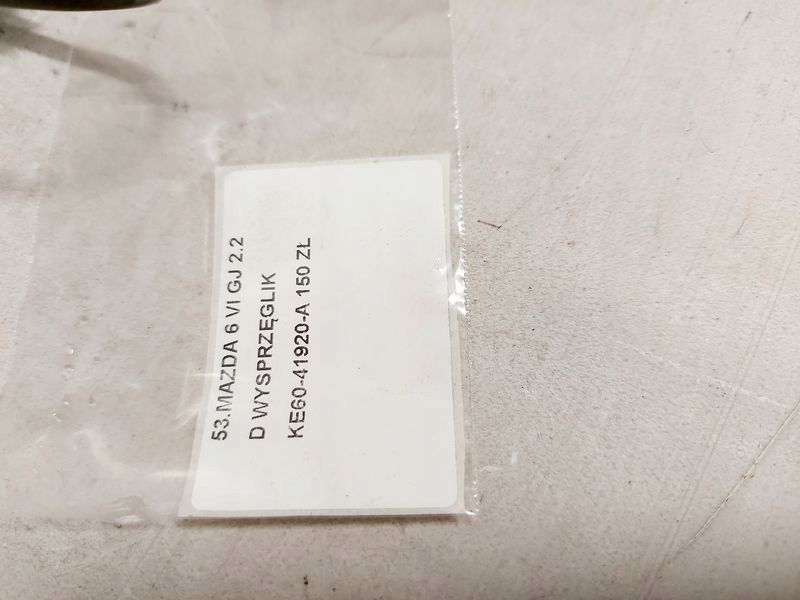 53.MAZDA 6 VI GJ 2.2
D WYSPRZĘGLIK
KE60-41920-A 150 ZŁ